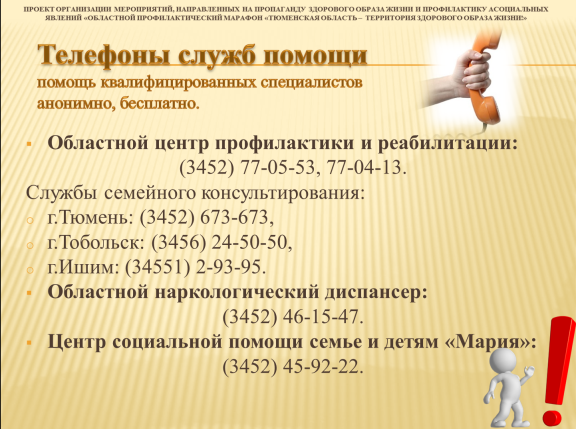 ПРОЕКТ ОРГАНИЗАЦИИ МЕРОПРИЯТИЙ, НАПРАВЛЕННЫХ НА ПРОПАГАНДУ ЗДОРОВОГО ОБРАЗА ЖИЗНИ И ПРОФИЛАКТИКУ АСОЦИАЛЬНЫХ
ЯВЛЕНИЙ «ОБЛАСТНОЙ ПРОФИЛАКТИЧЕСКИЙ МАРАФОН «ТЮМЕНСКАЯ ОБЛАСТЬ – ТЕРРИТОРИЯ ЗДОРОВОГО ОБРАЗА ЖИЗНИ!»
Телефоны служб помощи
помощь квалифицированных специалистов
анонимно, бесплатно.
Областной центр профилактики и реабилитации:
(3452) 77-05-53, 77-04-13.
Службы семейного консультирования:
г.Тюмень: (3452) 673-673,
г.Тобольск: (3456) 24-50-50,
г.Ишим: (34551) 2-93-95.
Областной наркологический диспансер:
(3452) 46-15-47.
Центр социальной помощи семье и детям «Мария»:
(3452) 45-92-22.